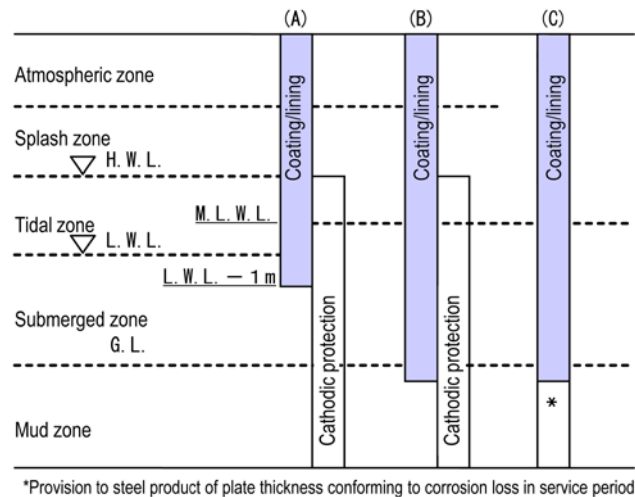 (A) (B) (C)
Atmospheric zone
Coating/lining
Coating/lining
Coating/lining
Splash zone
H. W. L.
M. L. W. L.
Tidal zone
L. W. L.
L. W. L. − 1 m
Submerged zone
G. L.
Cathodic protection
Cathodic protection
*
Mud zone
*Provision to steel product of plate thickness conforming to corrosion loss in service period